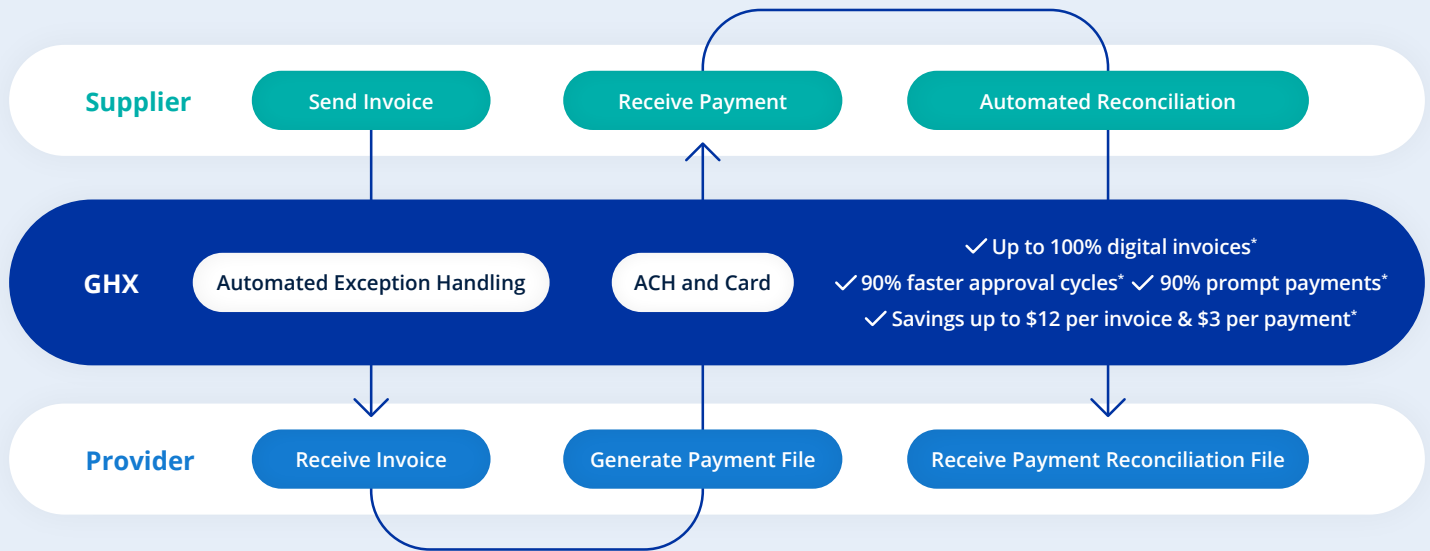 Supplier
Send Invoice
Receive Payment
Automated Reconciliation
GHX
Automated Exception Handling
ACH and Card
✓ Up to 100% digital invoices*
✓ 90% faster approval cycles* ✓ 90% prompt payments*
✓ Savings up to $12 per invoice & $3 per payment*
Provider
Receive Invoice
Generate Payment File
Receive Payment Reconciliation File